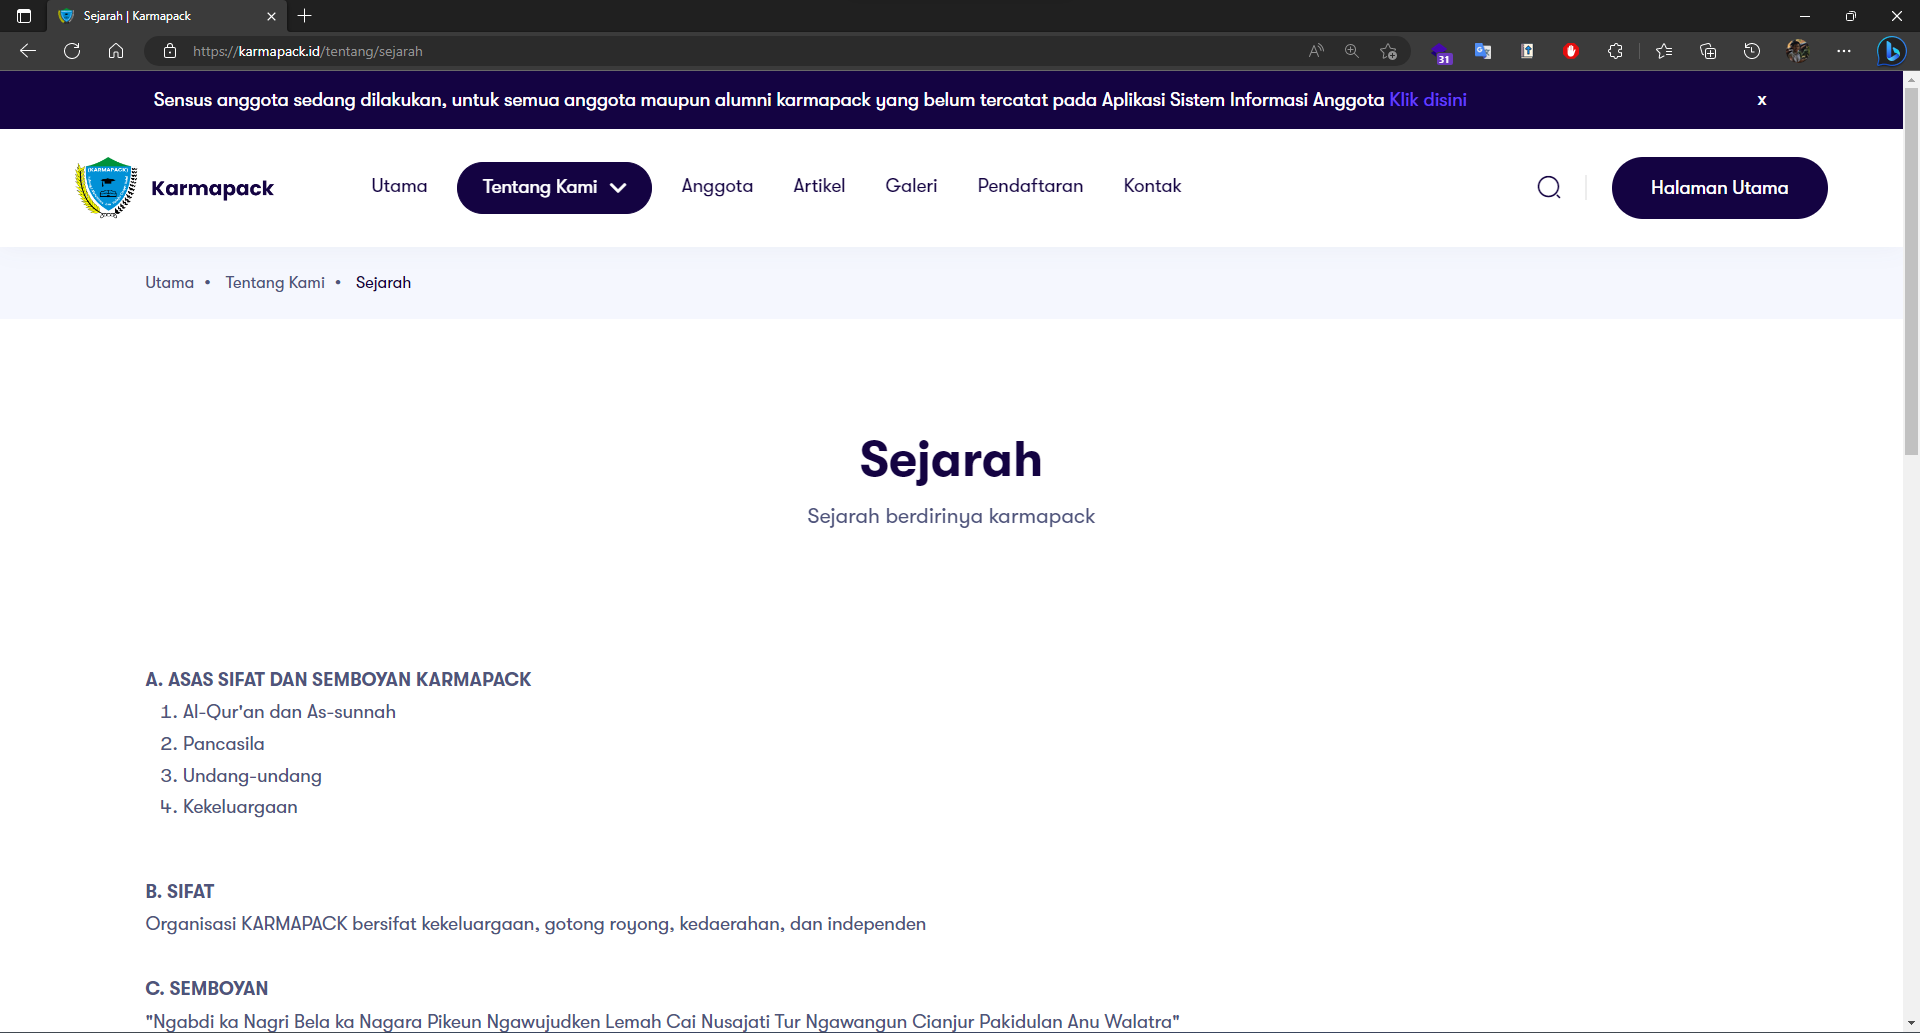 Sejarah | Karmapack
https://karmapack.id/tentang/sejarah
31
Sensus anggota sedang dilakukan, untuk semua anggota maupun alumni karmapack yang belum tercatat pada Aplikasi Sistem Informasi Anggota Klik disini
x
(KARMAPACK)
Karmapack
Utama
Tentang Kami
Anggota
Artikel
Galeri
Pendaftaran
Kontak
Halaman Utama
Utama • Tentang Kami • Sejarah
Sejarah
Sejarah berdirinya karmapack
A. ASAS SIFAT DAN SEMBOYAN KARMAPACK
1. Al-Qur'an dan As-sunnah
2. Pancasila
3. Undang-undang
4. Kekeluargaan
B. SIFAT
Organisasi KARMAPACK bersifat kekeluargaan, gotong royong, kedaerahan, dan independen
C. SEMBOYAN
"Ngabdi ka Nagri Bela ka Nagara Pikeun Ngawujudken Lemah Cai Nusajati Tur Ngawangun Cianjur Pakidulan Anu Walatra"